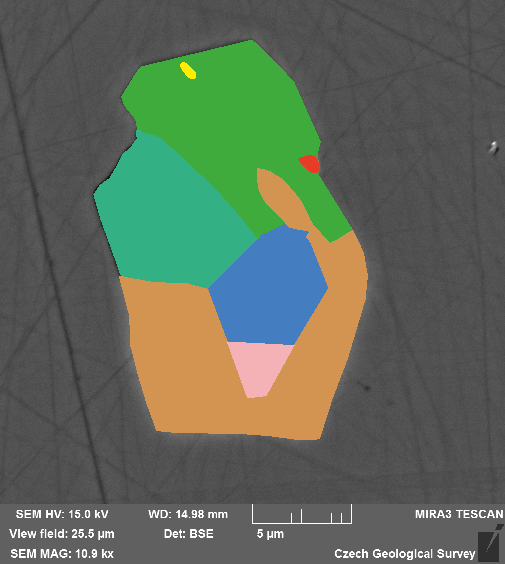 SEM HV: 15.0 kV WD: 14.98 mm MIRA3 TESCAN
View field: 25.5 µm Det: BSE 5 µm
SEM MAG: 10.9 kx Czech Geological Survey